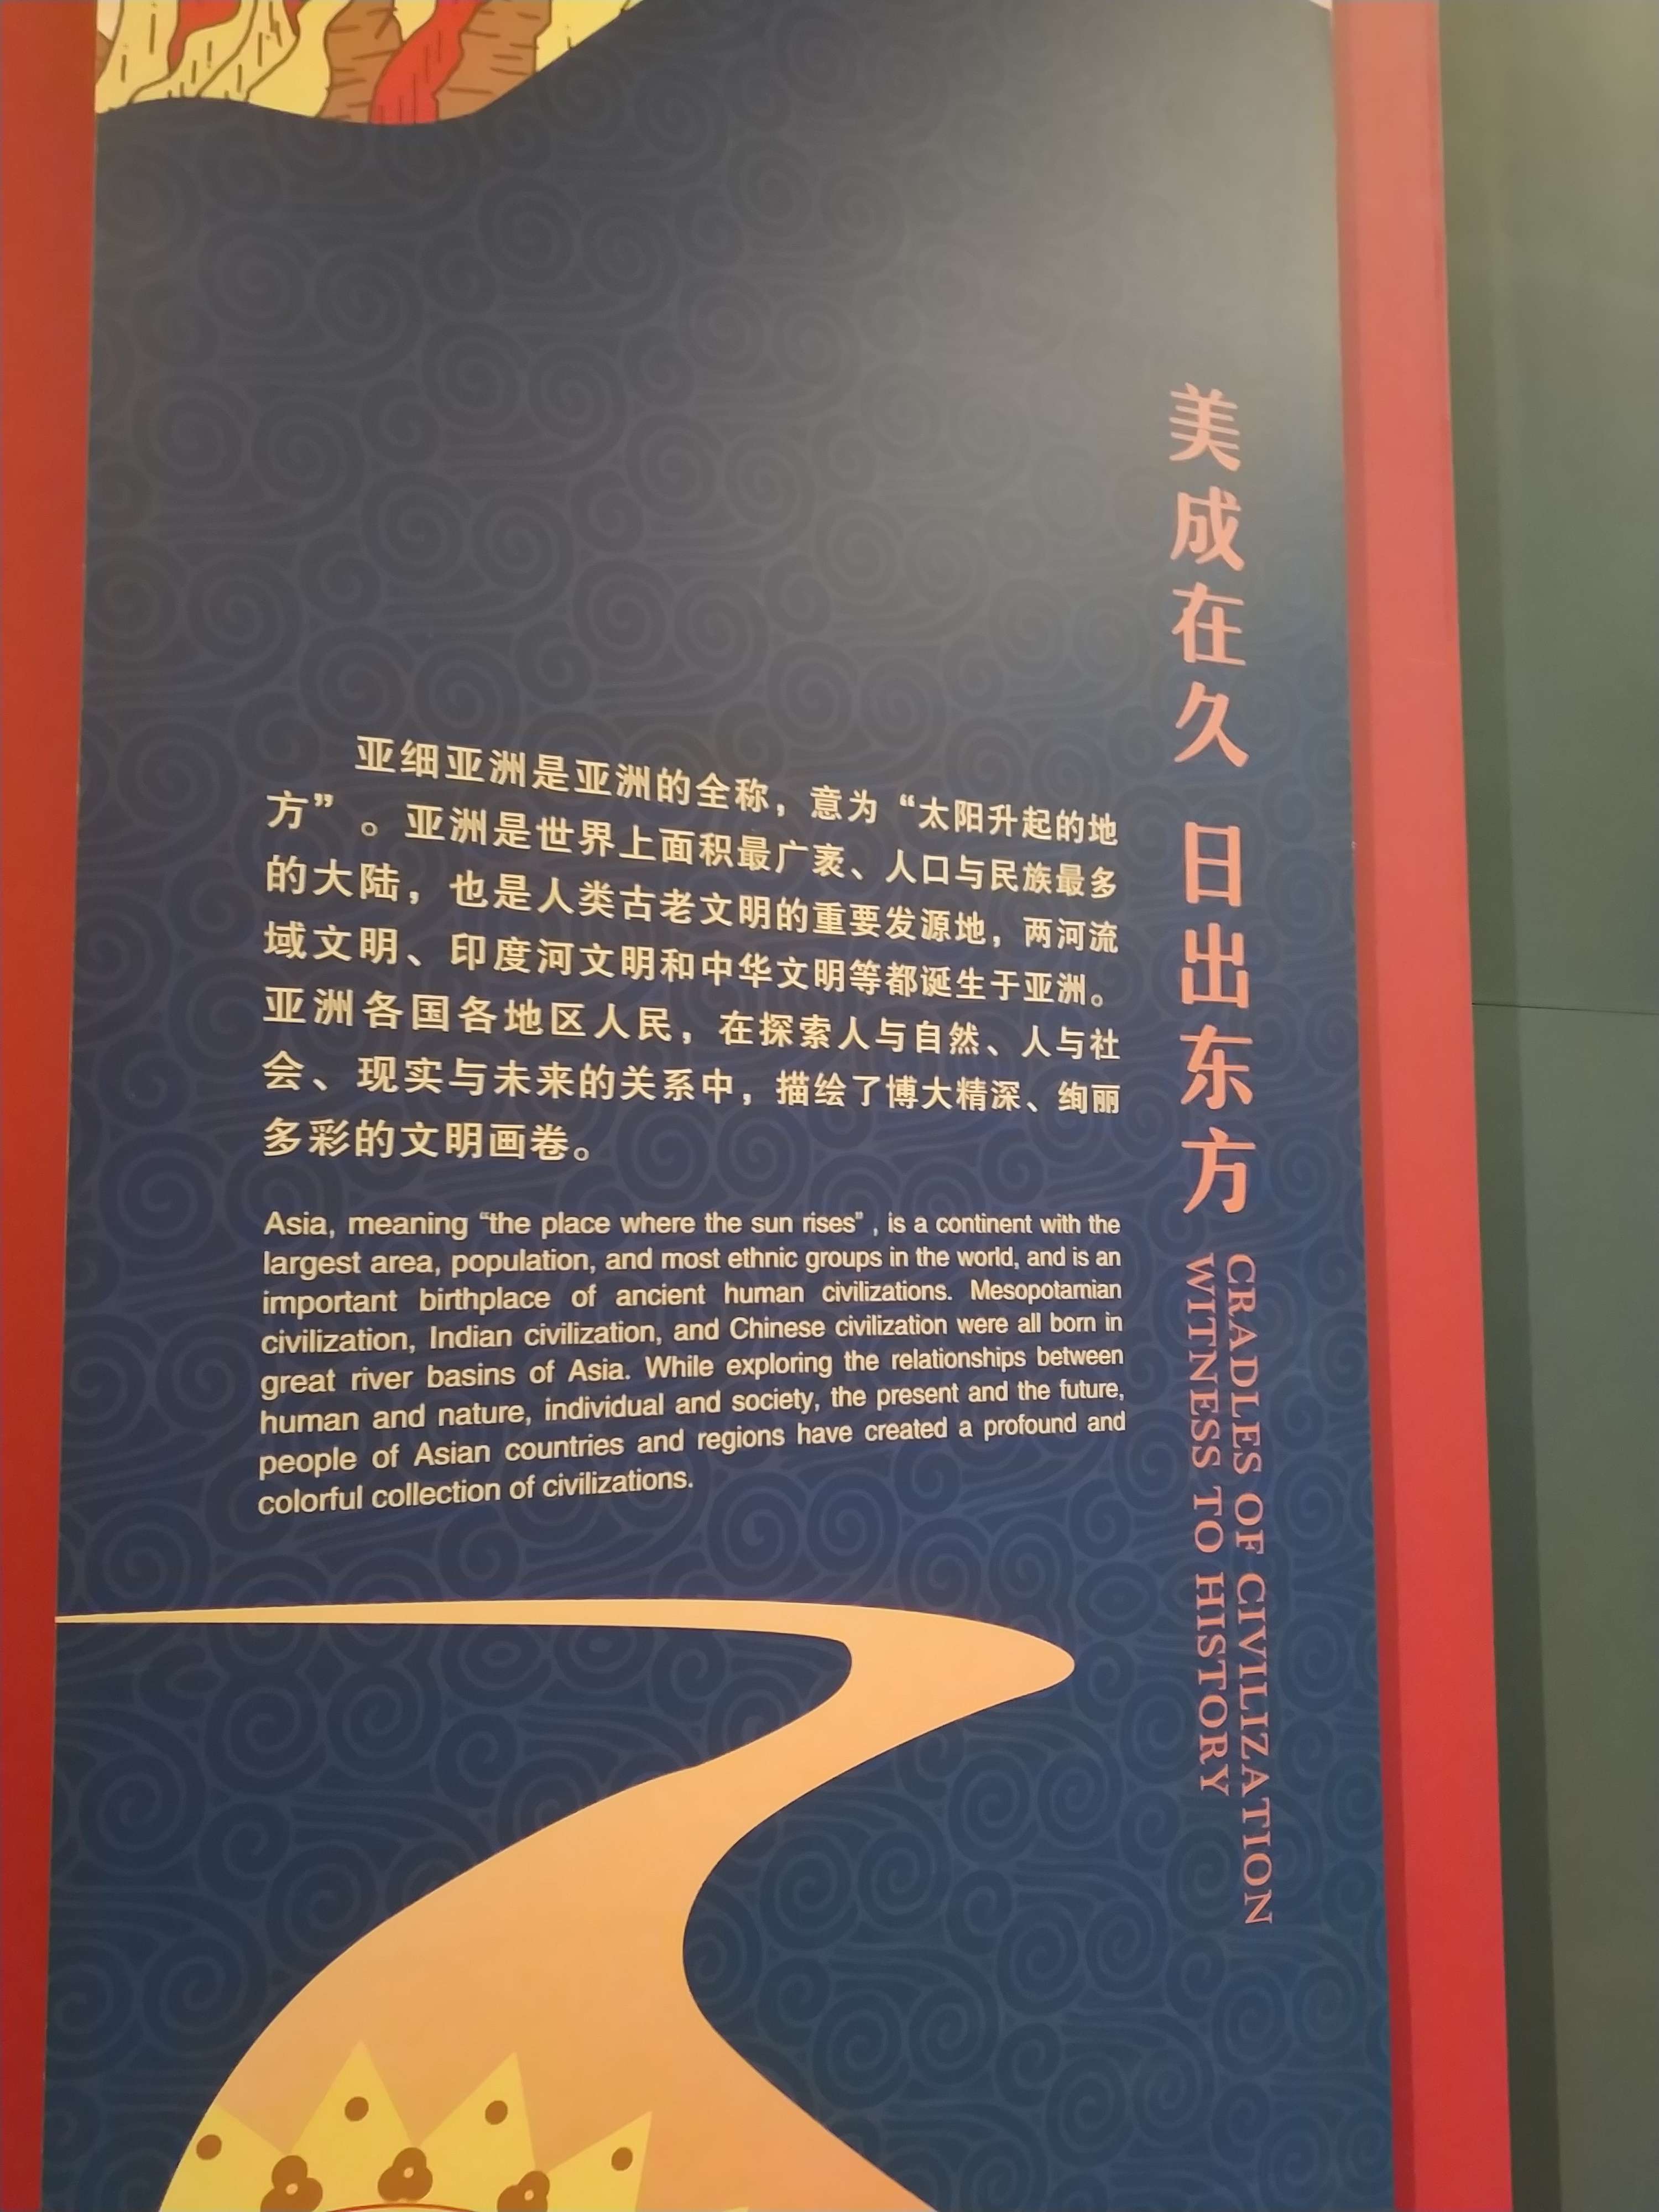 美成在久 日出东方
CRADLES OF CIVILIZATION
WITNESS TO HISTORY
亚细亚洲是亚洲的全称，意为“太阳升起的地
方”。亚洲是世界上面积最广袤、人口与民族最多
的大陆，也是人类古老文明的重要发源地，两河流
域文明、印度河文明和中华文明等都诞生于亚洲。
亚洲各国各地区人民，在探索人与自然、人与社
会、现实与未来的关系中，描绘了博大精深、绚丽
多彩的文明画卷。
Asia, meaning “the place where the sun rises” , is a continent with the
largest area, population, and most ethnic groups in the world, and is an
important birthplace of ancient human civilizations. Mesopotamian
civilization, Indian civilization, and Chinese civilization were all born in
great river basins of Asia. While exploring the relationships between
human and nature, individual and society, the present and the future,
people of Asian countries and regions have created a profound and
colorful collection of civilizations.